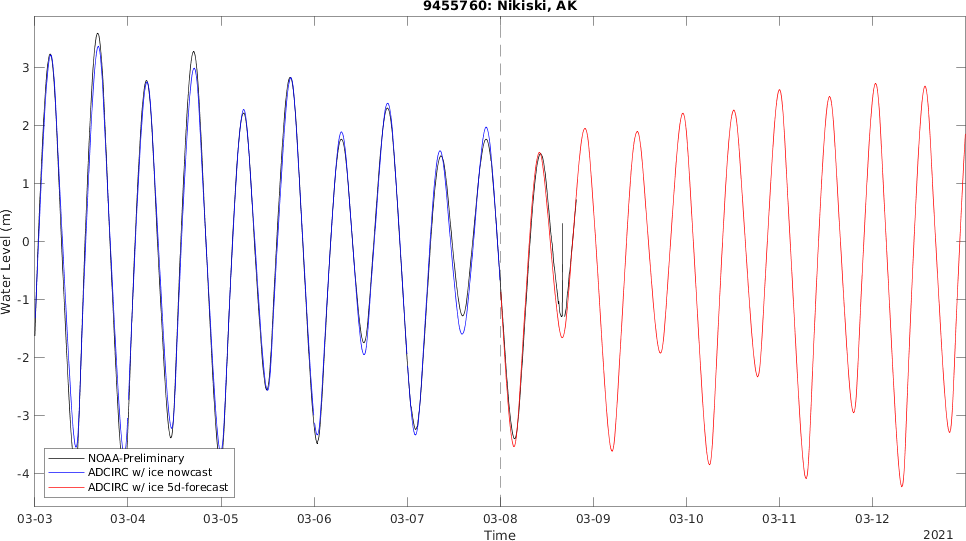 9455760: Nikiski, AK
Water Level (m)
3
2
1
0
-1
-2
-3
-4
NOAA-Preliminary
ADCIRC w/ ice nowcast
ADCIRC w/ ice 5d-forecast
03-03 03-04 03-05 03-06 03-07 03-08 03-09 03-10 03-11 03-12
Time
2021